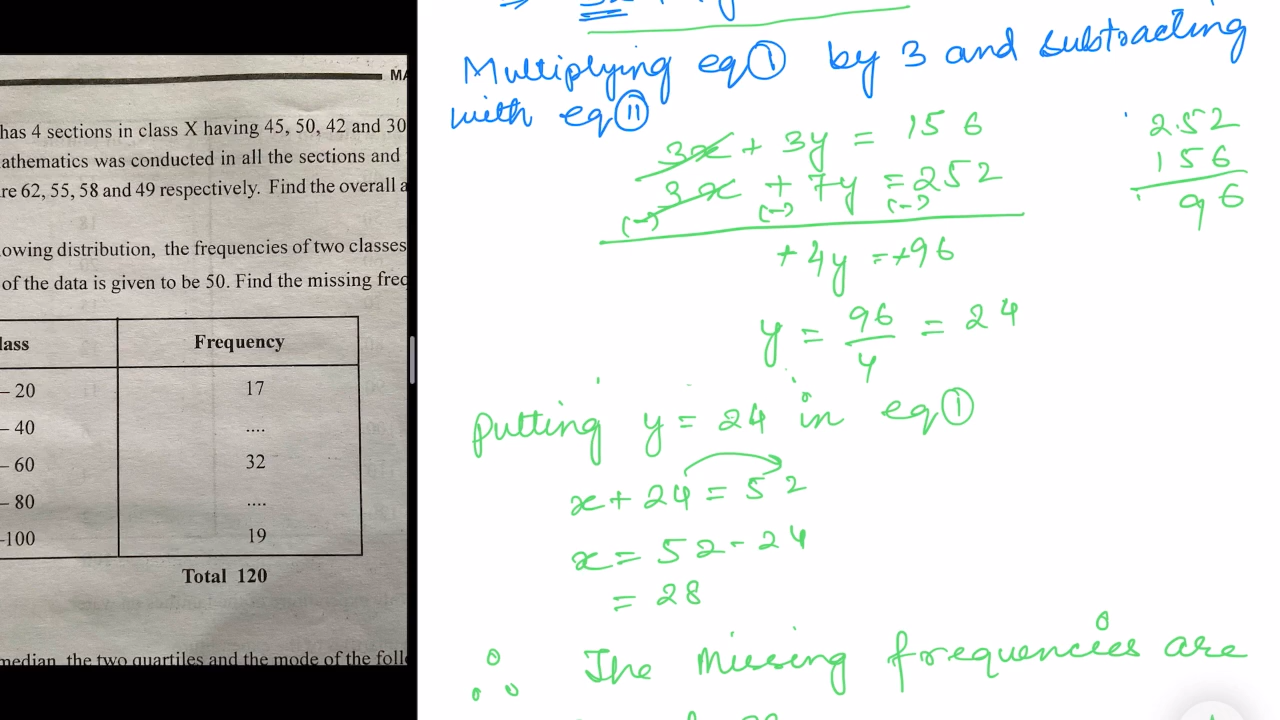 MA
has 4 sections in class X having 45, 50, 42 and 30
athematics was conducted in all the sections and
re 62, 55, 58 and 49 respectively. Find the overall a
owing distribution, the frequencies of two classes
of the data is given to be 50. Find the missing freq
lass Frequency
– 20 17
– 40 ....
– 60 32
– 80 ....
-100 19
Total 120
median, the two quartiles and the mode of the foll
Multiplying eq① by 3 and subtracting
with eq⑪
3x + 3y = 156
3x + 7y = 252
(-) (-) (-)
+4y = +96
252
156
96
y = 96/4 = 24
Putting y = 24 in eq①
x + 24 = 52
x = 52 - 24
= 28
∴ The Missing frequencies are